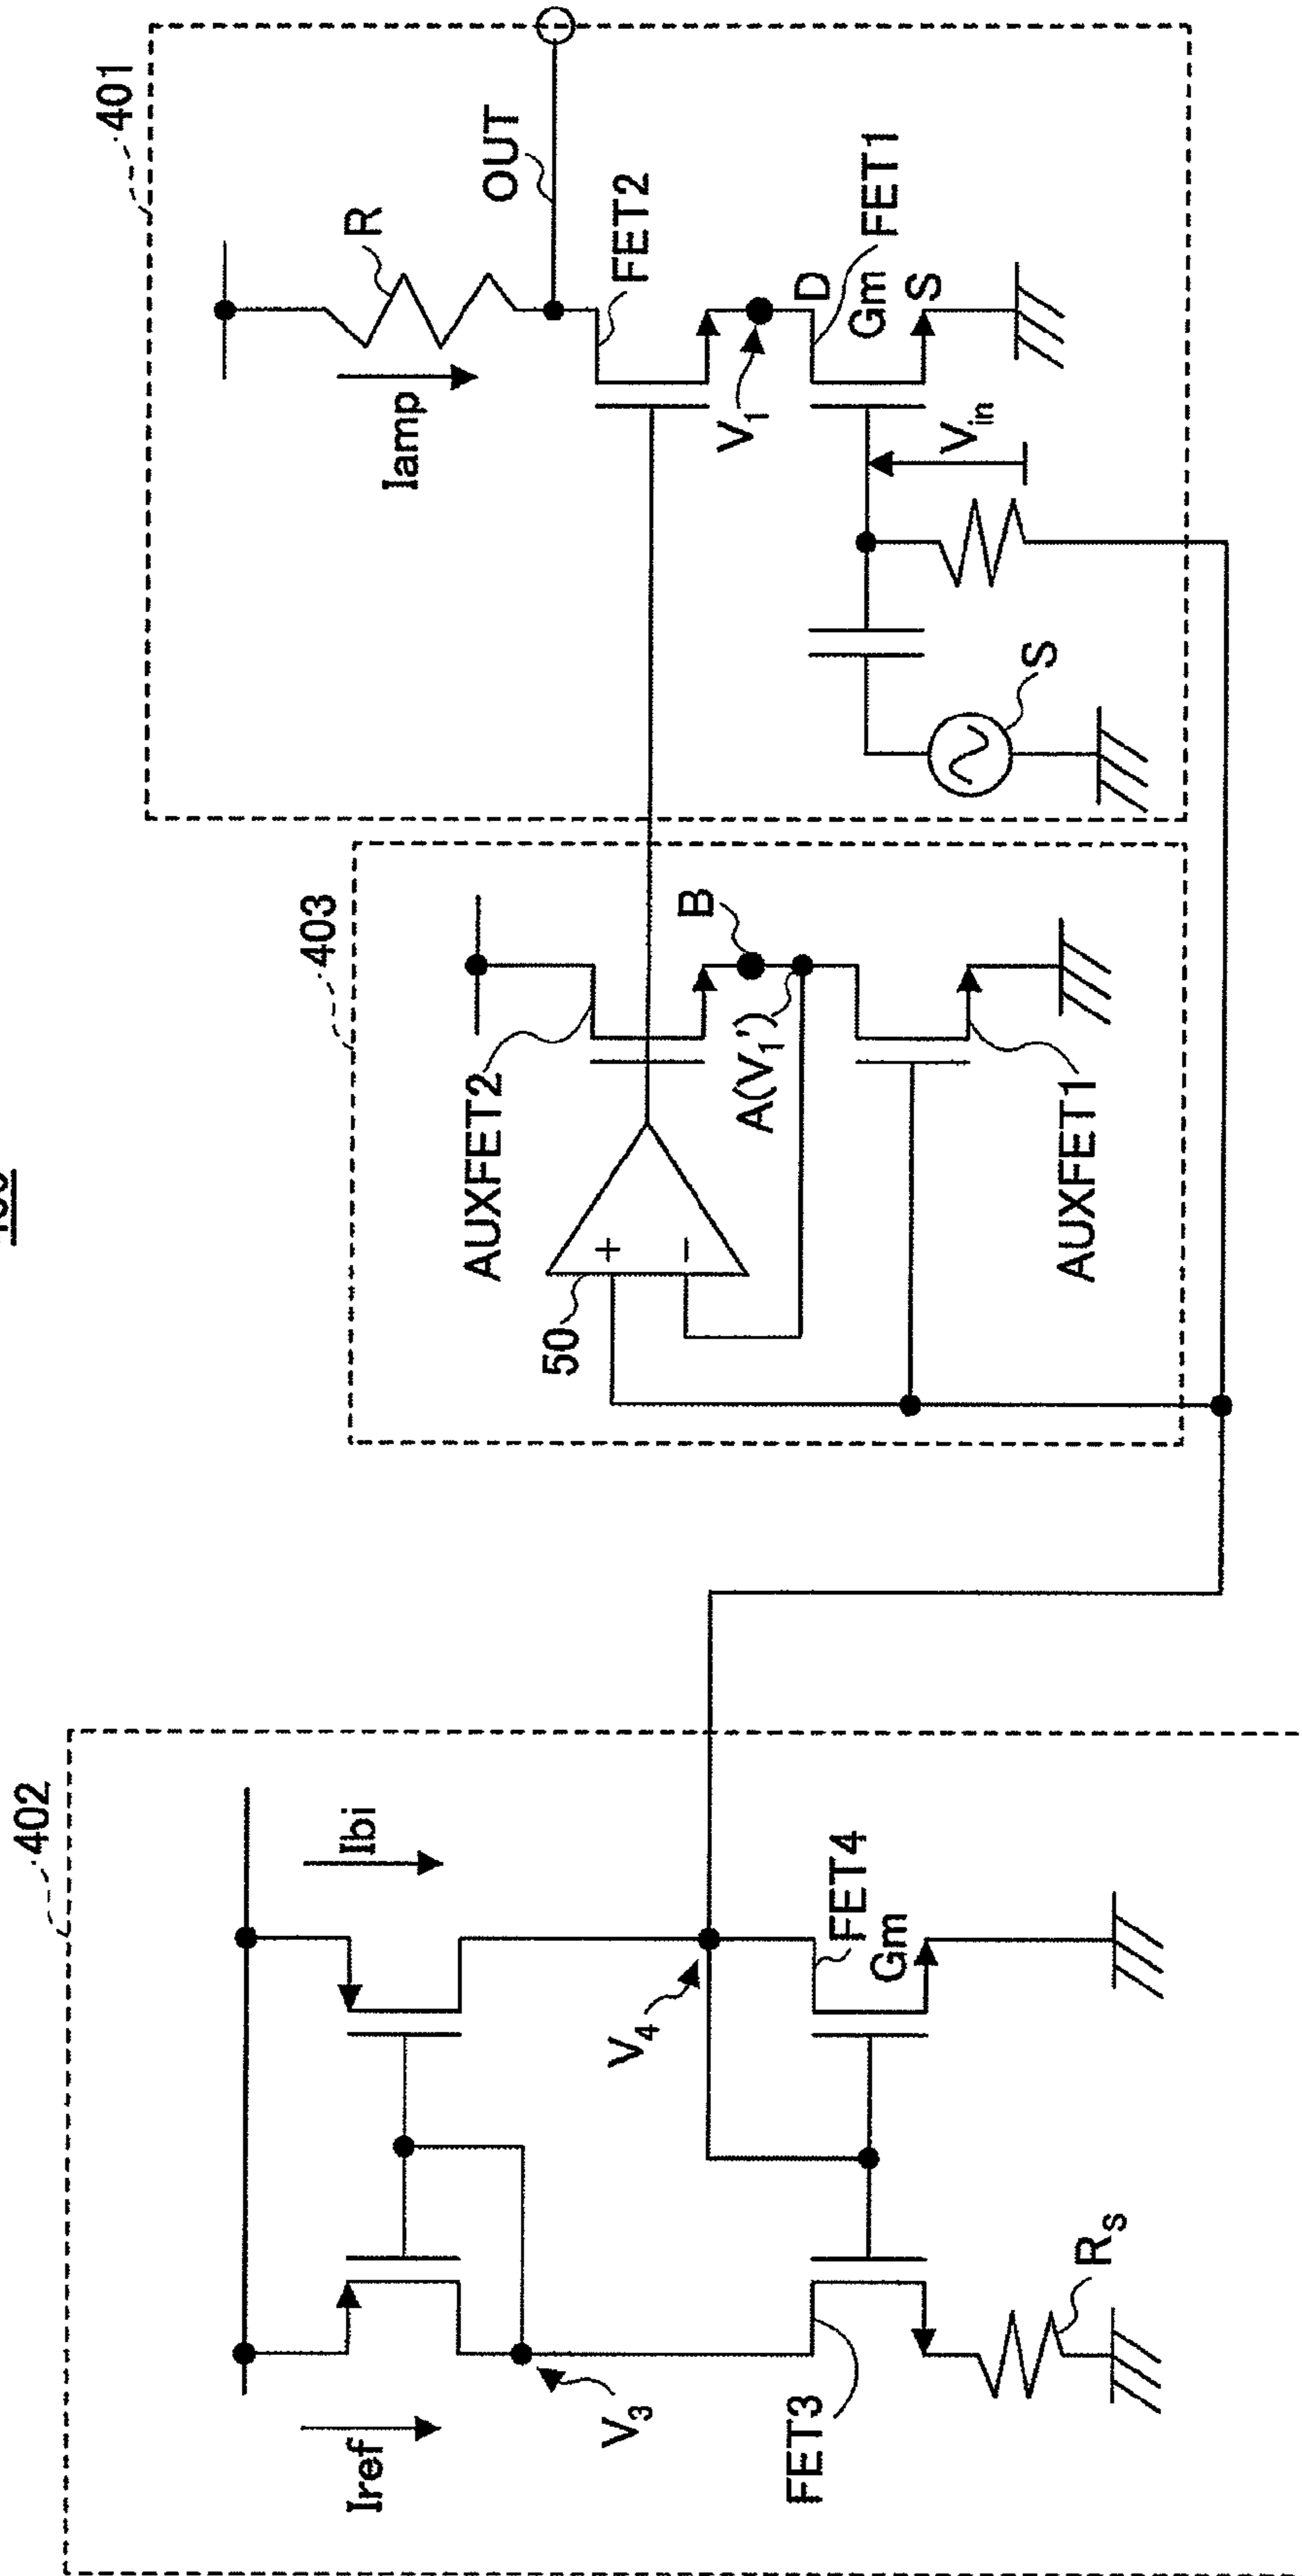 402
Iref
Ibi
V3
V4
FET3
FET4
Gm
Rs
403
50
+
−
AUXFET2
B
A(V1')
AUXFET1
401
R
Iamp
OUT
FET2
V1
D
Gm
S
FET1
Vin
S